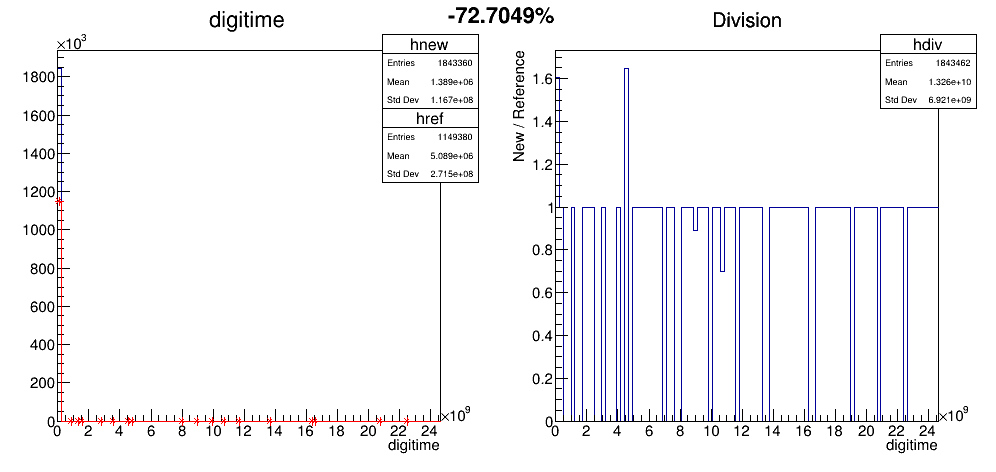 -72.7049%
digitime
×10³
hnew
Entries 1843360
Mean 1.389e+06
Std Dev 1.167e+08
href
Entries 1149380
Mean 5.089e+06
Std Dev 2.715e+08
1800
1600
1400
1200
1000
800
600
400
200
0
0 2 4 6 8 10 12 14 16 18 20 22 24
×10⁹
digitime
Division
hdiv
Entries 1843462
Mean 1.326e+10
Std Dev 6.921e+09
New / Reference
1.6
1.4
1.2
1
0.8
0.6
0.4
0.2
0
0 2 4 6 8 10 12 14 16 18 20 22 24
×10⁹
digitime